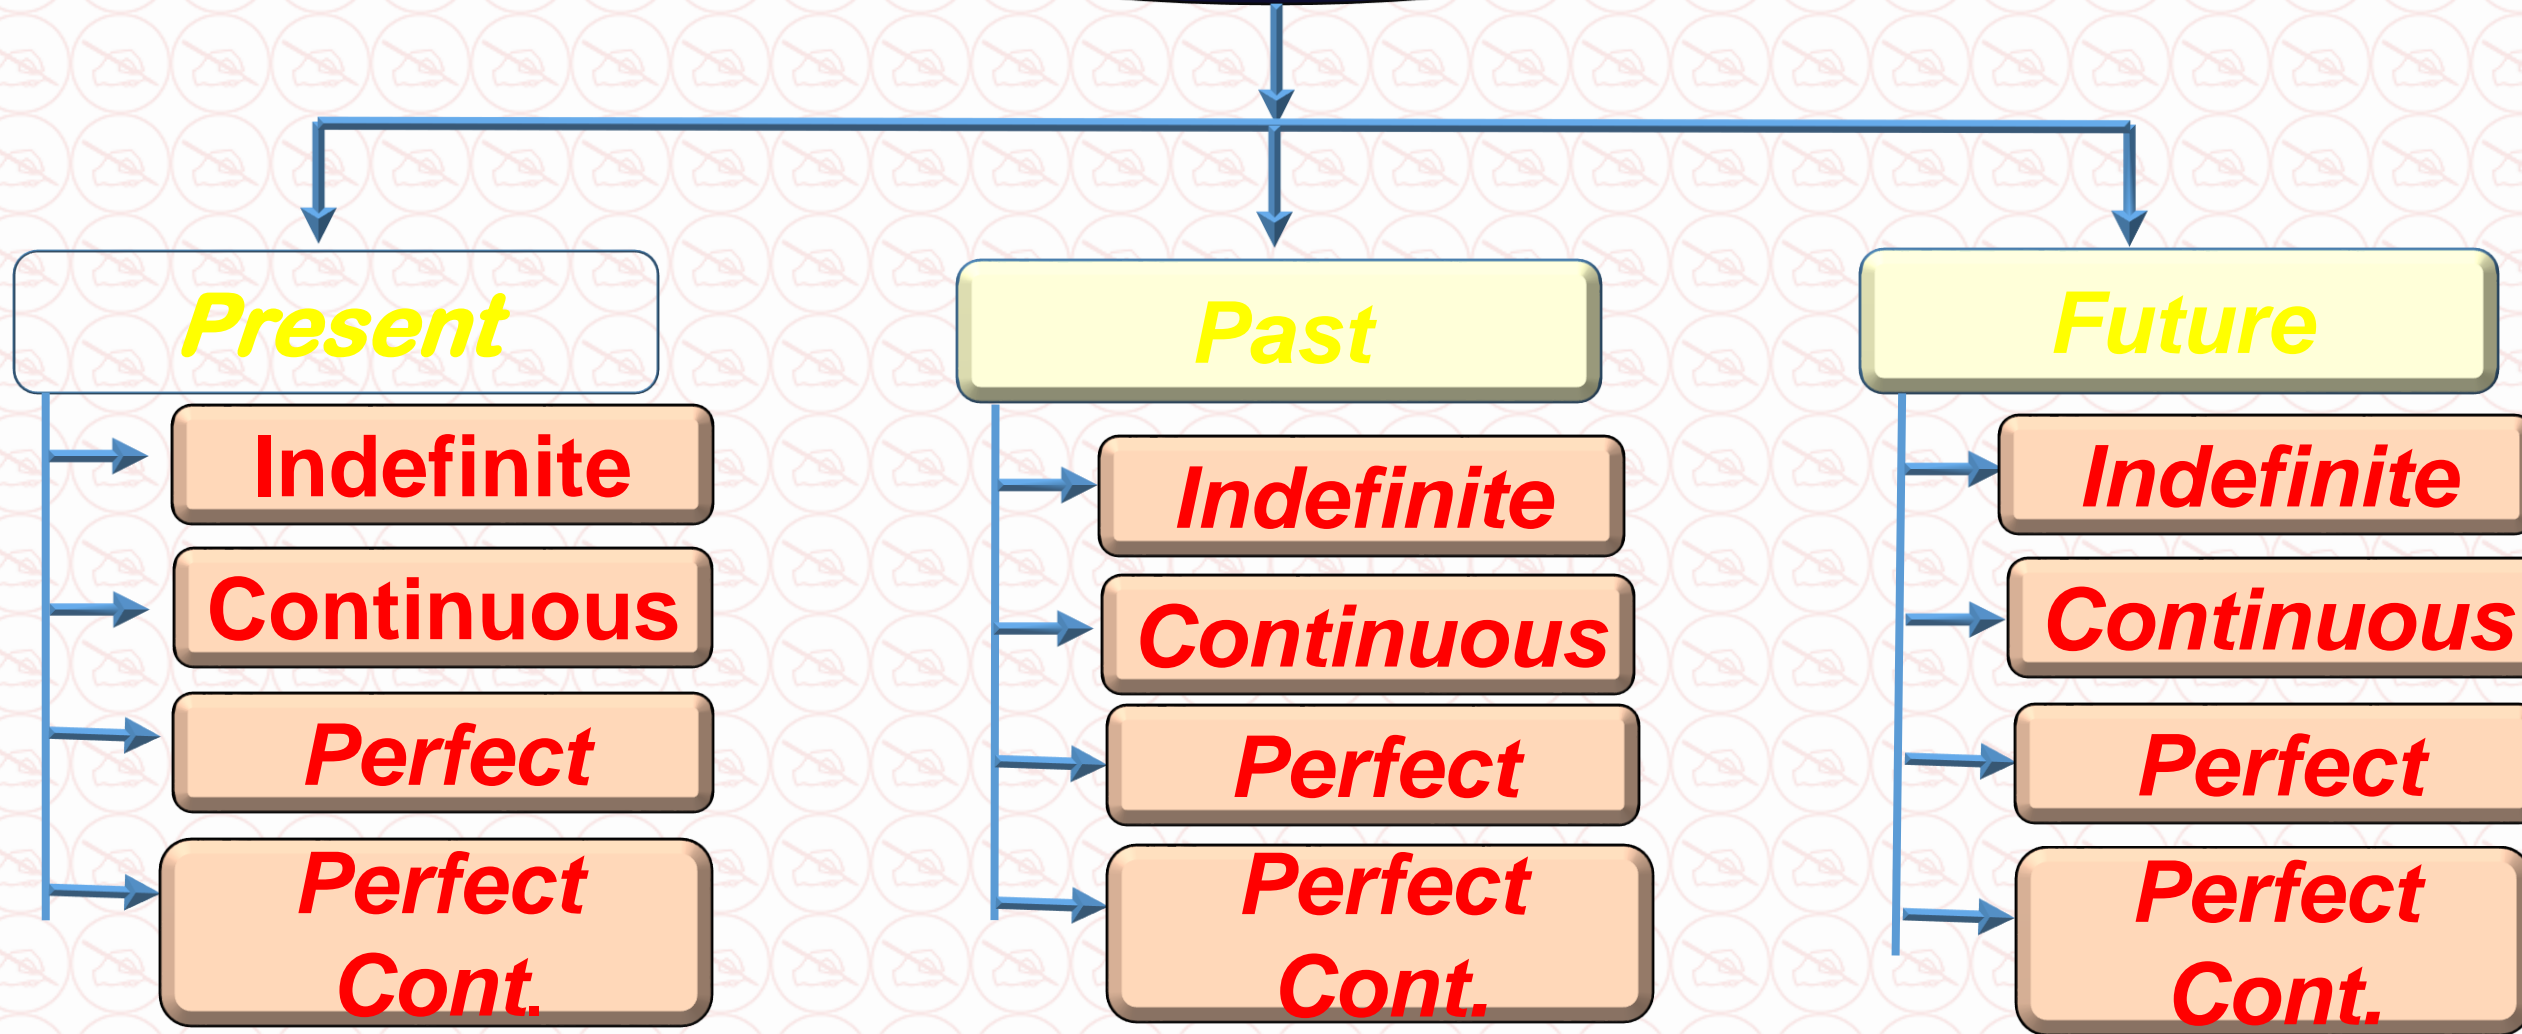 Present
Indefinite
Continuous
Perfect
Perfect
Cont.
Past
Indefinite
Continuous
Perfect
Perfect
Cont.
Future
Indefinite
Continuous
Perfect
Perfect
Cont.